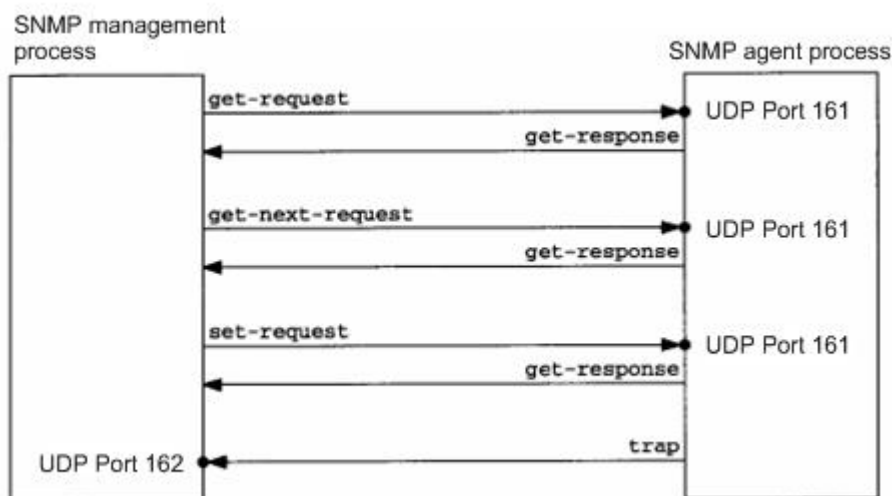 SNMP management
process
SNMP agent process
get-request
UDP Port 161
get-response
get-next-request
UDP Port 161
get-response
set-request
UDP Port 161
get-response
trap
UDP Port 162